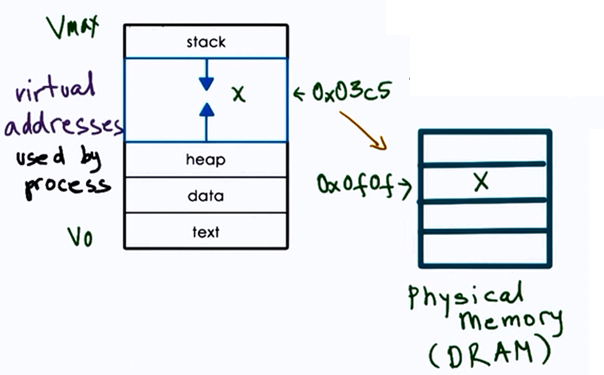 Vmax
stack
virtual
addresses
used by
process
X
← 0x03c5
heap
data
text
V0
0x0f0f →
X
Physical
Memory
(DRAM)